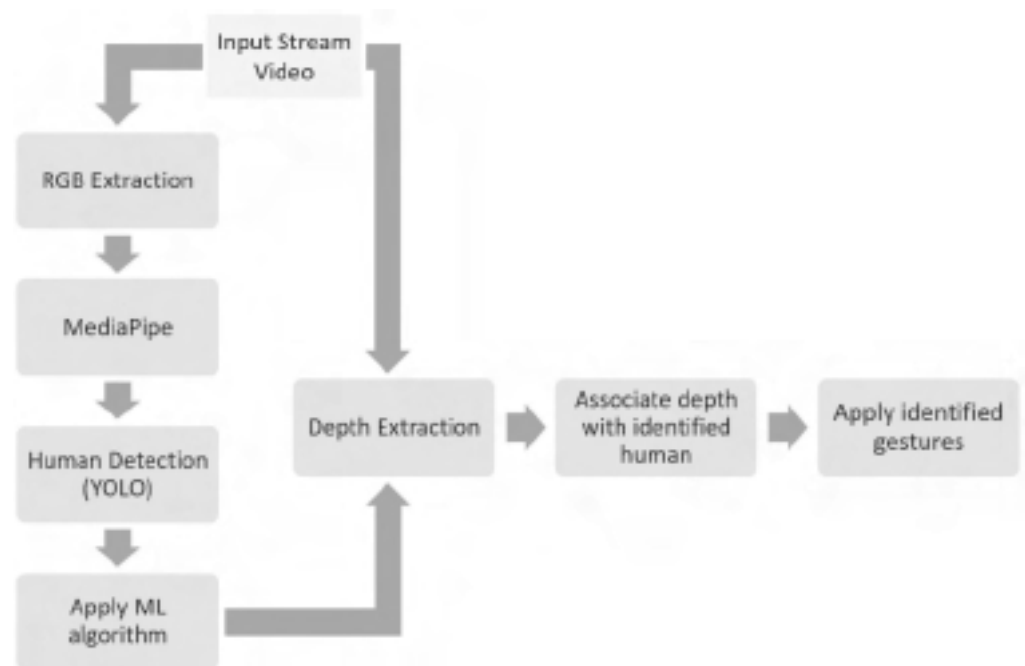 Input Stream
Video
RGB Extraction
MediaPipe
Human Detection
(YOLO)
Apply ML
algorithm
Depth Extraction
Associate depth
with identified
human
Apply identified
gestures